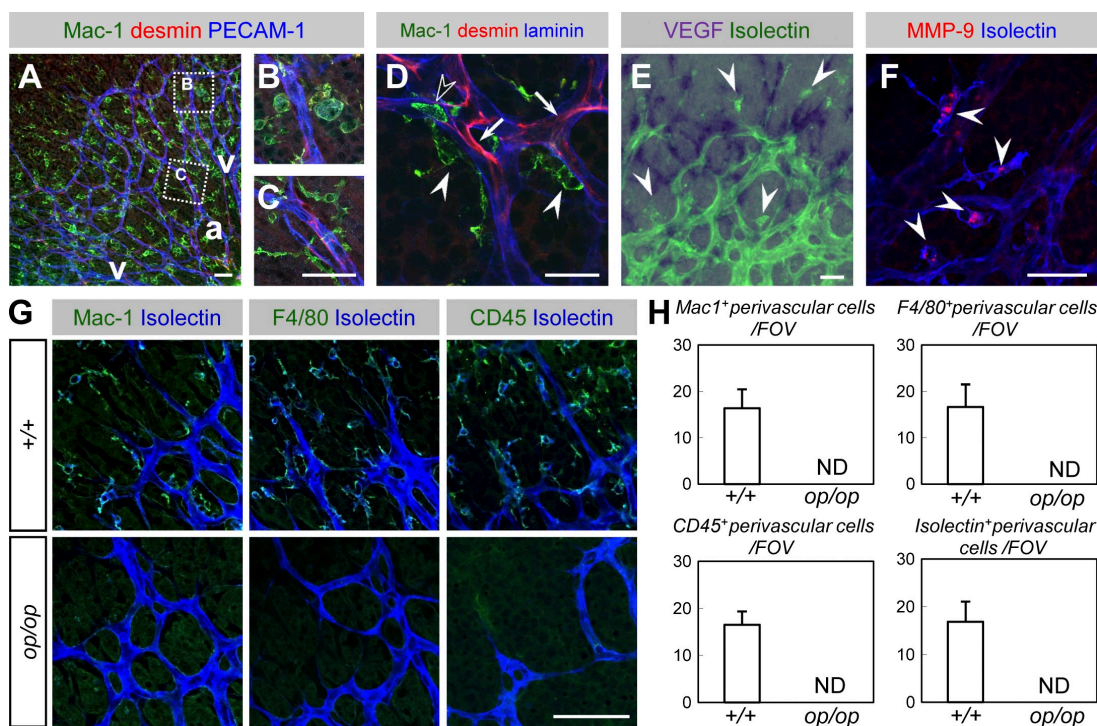 Mac-1 desmin PECAM-1
Mac-1 desmin laminin
VEGF Isolectin
MMP-9 Isolectin
A
B
C
v
a
v
B
C
D
E
F
G
Mac-1 Isolectin
F4/80 Isolectin
CD45 Isolectin
+/+
op/op
H
Mac1+ perivascular cells
/FOV
30
20
10
0
ND
+/+ op/op
F4/80+ perivascular cells
/FOV
30
20
10
0
ND
+/+ op/op
CD45+ perivascular cells
/FOV
30
20
10
0
ND
+/+ op/op
Isolectin+ perivascular
cells /FOV
30
20
10
0
ND
+/+ op/op